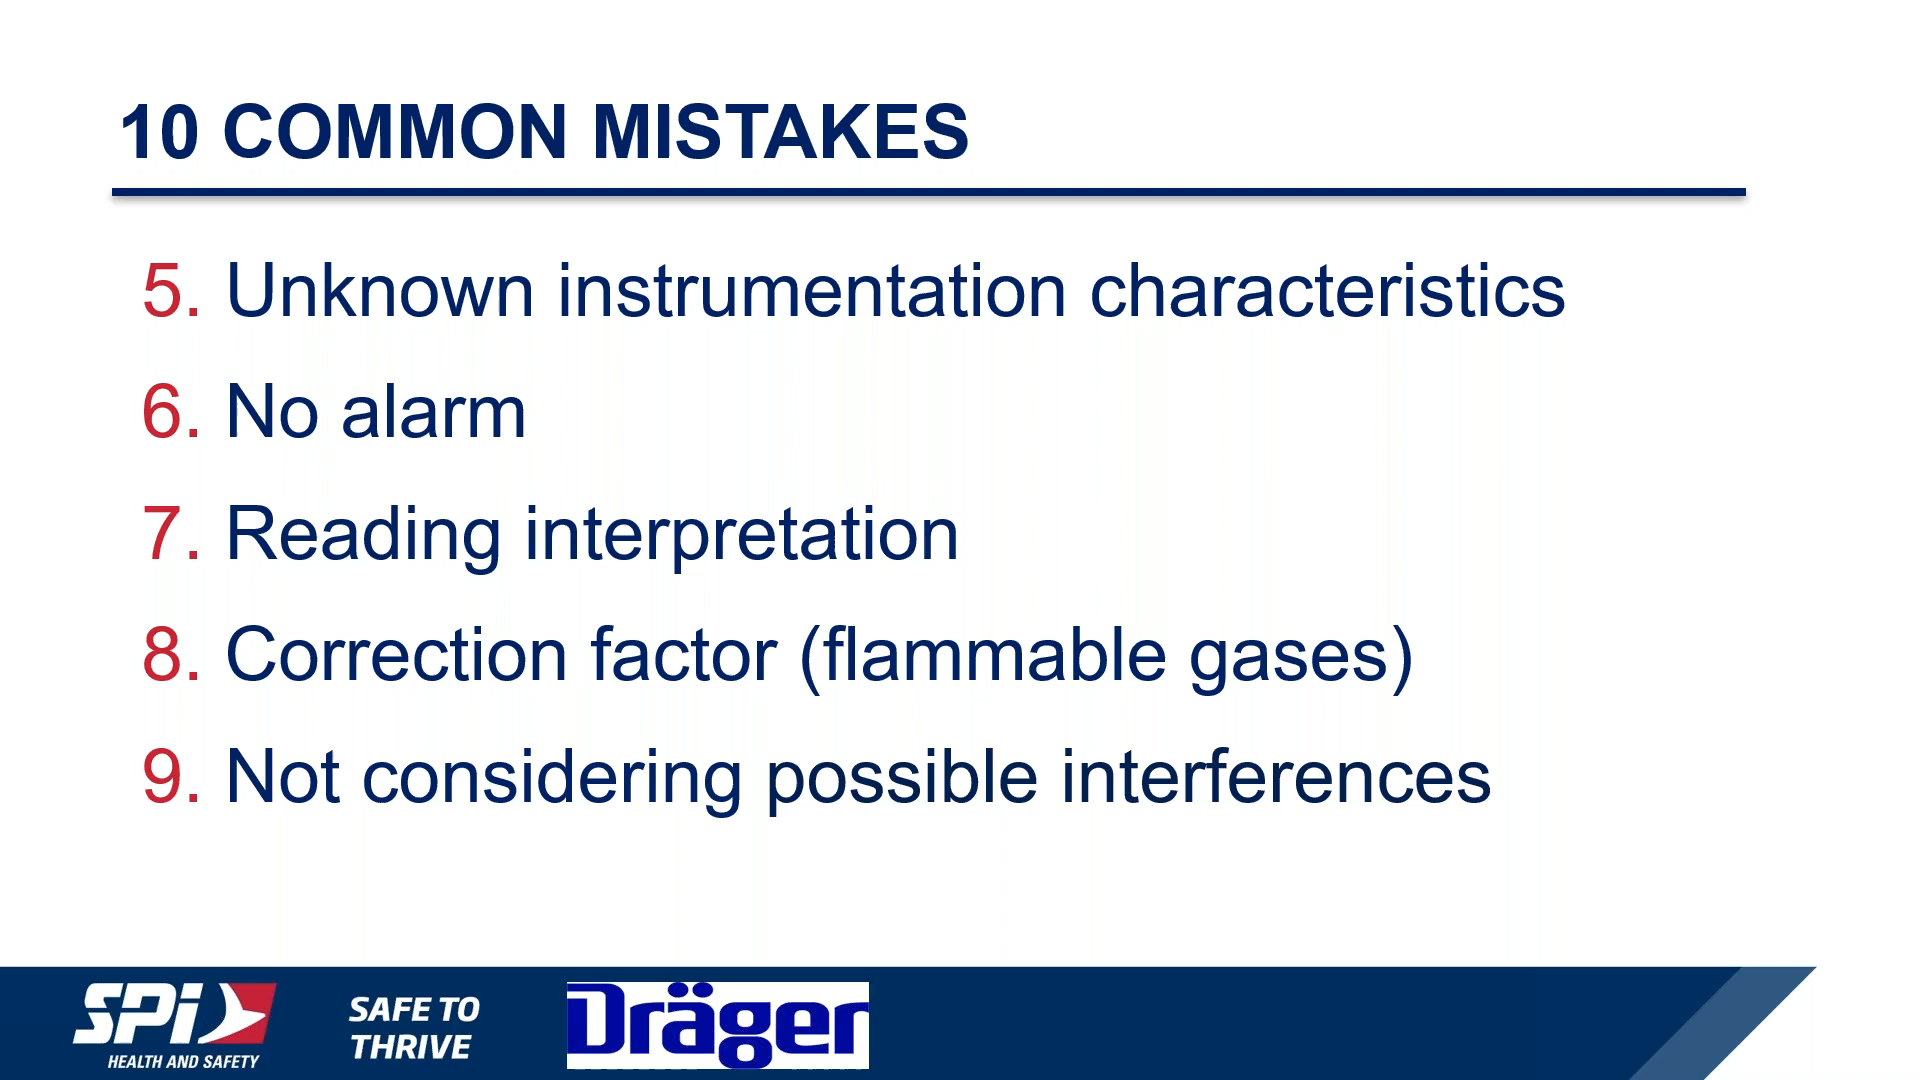 10 COMMON MISTAKES
5. Unknown instrumentation characteristics
6. No alarm
7. Reading interpretation
8. Correction factor (flammable gases)
9. Not considering possible interferences
SPi
HEALTH AND SAFETY
SAFE TO
THRIVE
Dräger